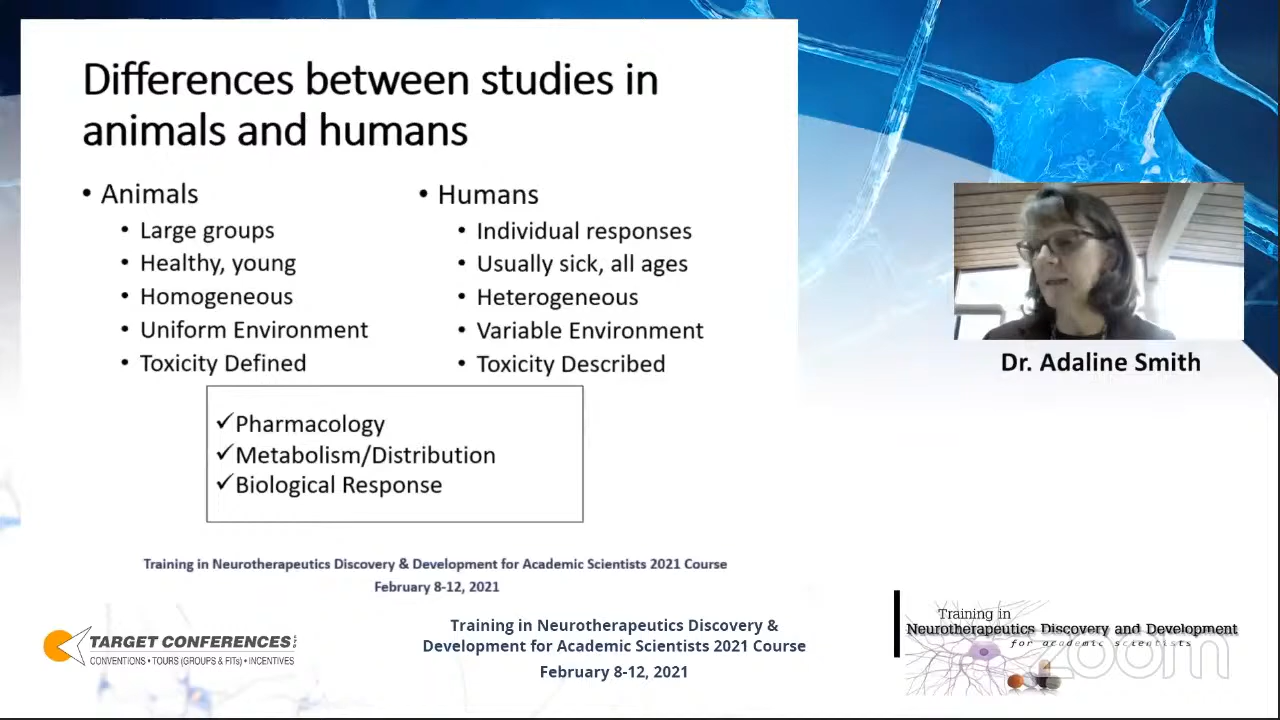 Differences between studies in
animals and humans
• Animals
• Large groups
• Healthy, young
• Homogeneous
• Uniform Environment
• Toxicity Defined
• Humans
• Individual responses
• Usually sick, all ages
• Heterogeneous
• Variable Environment
• Toxicity Described
✓Pharmacology
✓Metabolism/Distribution
✓Biological Response
Training in Neurotherapeutics Discovery & Development for Academic Scientists 2021 Course
February 8-12, 2021
Dr. Adaline Smith
TARGET CONFERENCES
CONVENTIONS • TOURS (GROUPS & FITs) • INCENTIVES
Training in Neurotherapeutics Discovery &
Development for Academic Scientists 2021 Course
February 8-12, 2021
Training in
Neurotherapeutics Discovery and Development
for academic scientists
zoom